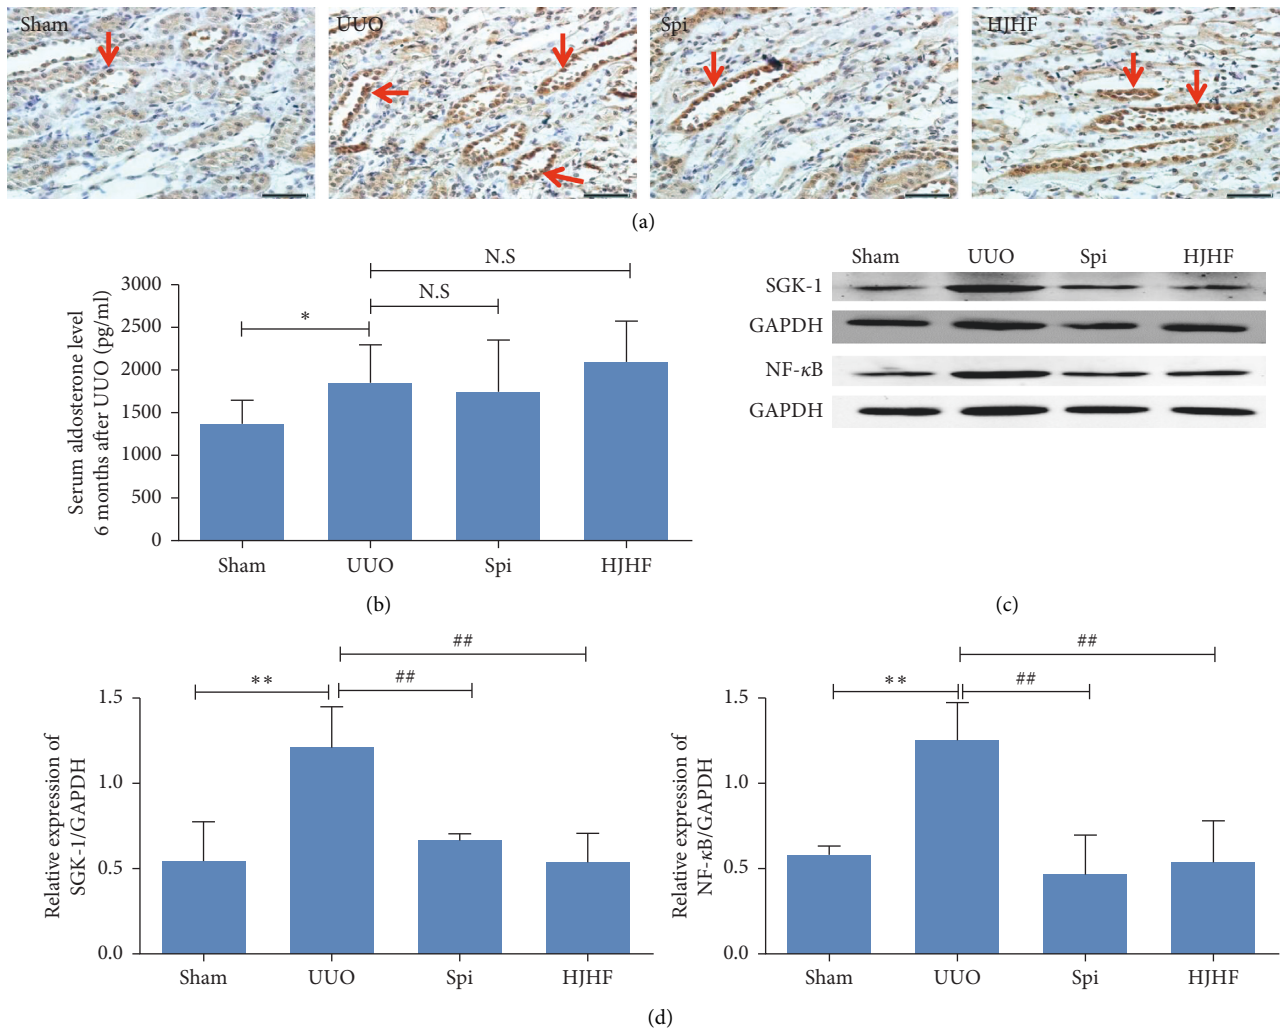 Sham UUO Spi HJHF
(a)
N.S
N.S
*
3000
2500
2000
1500
1000
500
0
Serum aldosterone level
6 months after UUO (pg/ml)
Sham UUO Spi HJHF
(b)
Sham UUO Spi HJHF
SGK-1
GAPDH
NF-κB
GAPDH
(c)
##
##
**
1.5
1.0
0.5
0.0
Relative expression of
SGK-1/GAPDH
Sham UUO Spi HJHF
##
##
**
1.5
1.0
0.5
0.0
Relative expression of
NF-κB/GAPDH
Sham UUO Spi HJHF
(d)